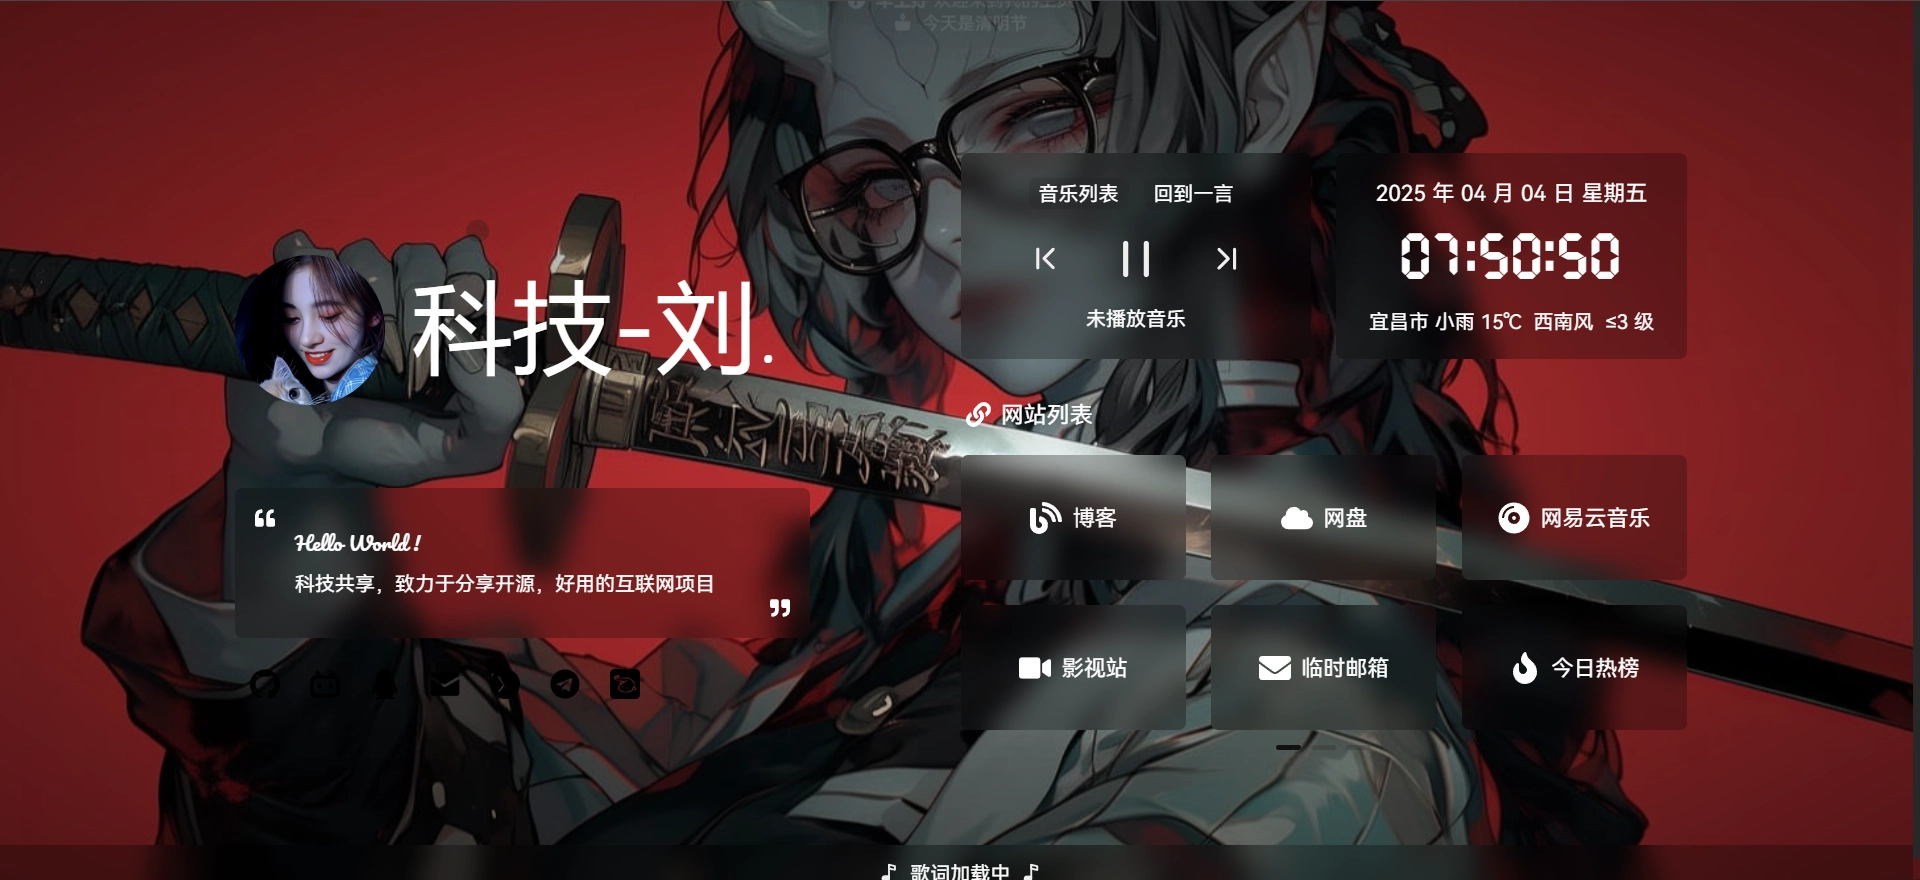 今天是清明节
科技-刘.
Hello World !
科技共享，致力于分享开源，好用的互联网项目
音乐列表 回到一言
未播放音乐
2025 年 04 月 04 日 星期五
07:50:50
宜昌市 小雨 15℃ 西南风 ≤3 级
网站列表
博客
网盘
网易云音乐
影视站
临时邮箱
今日热榜
歌词加载中